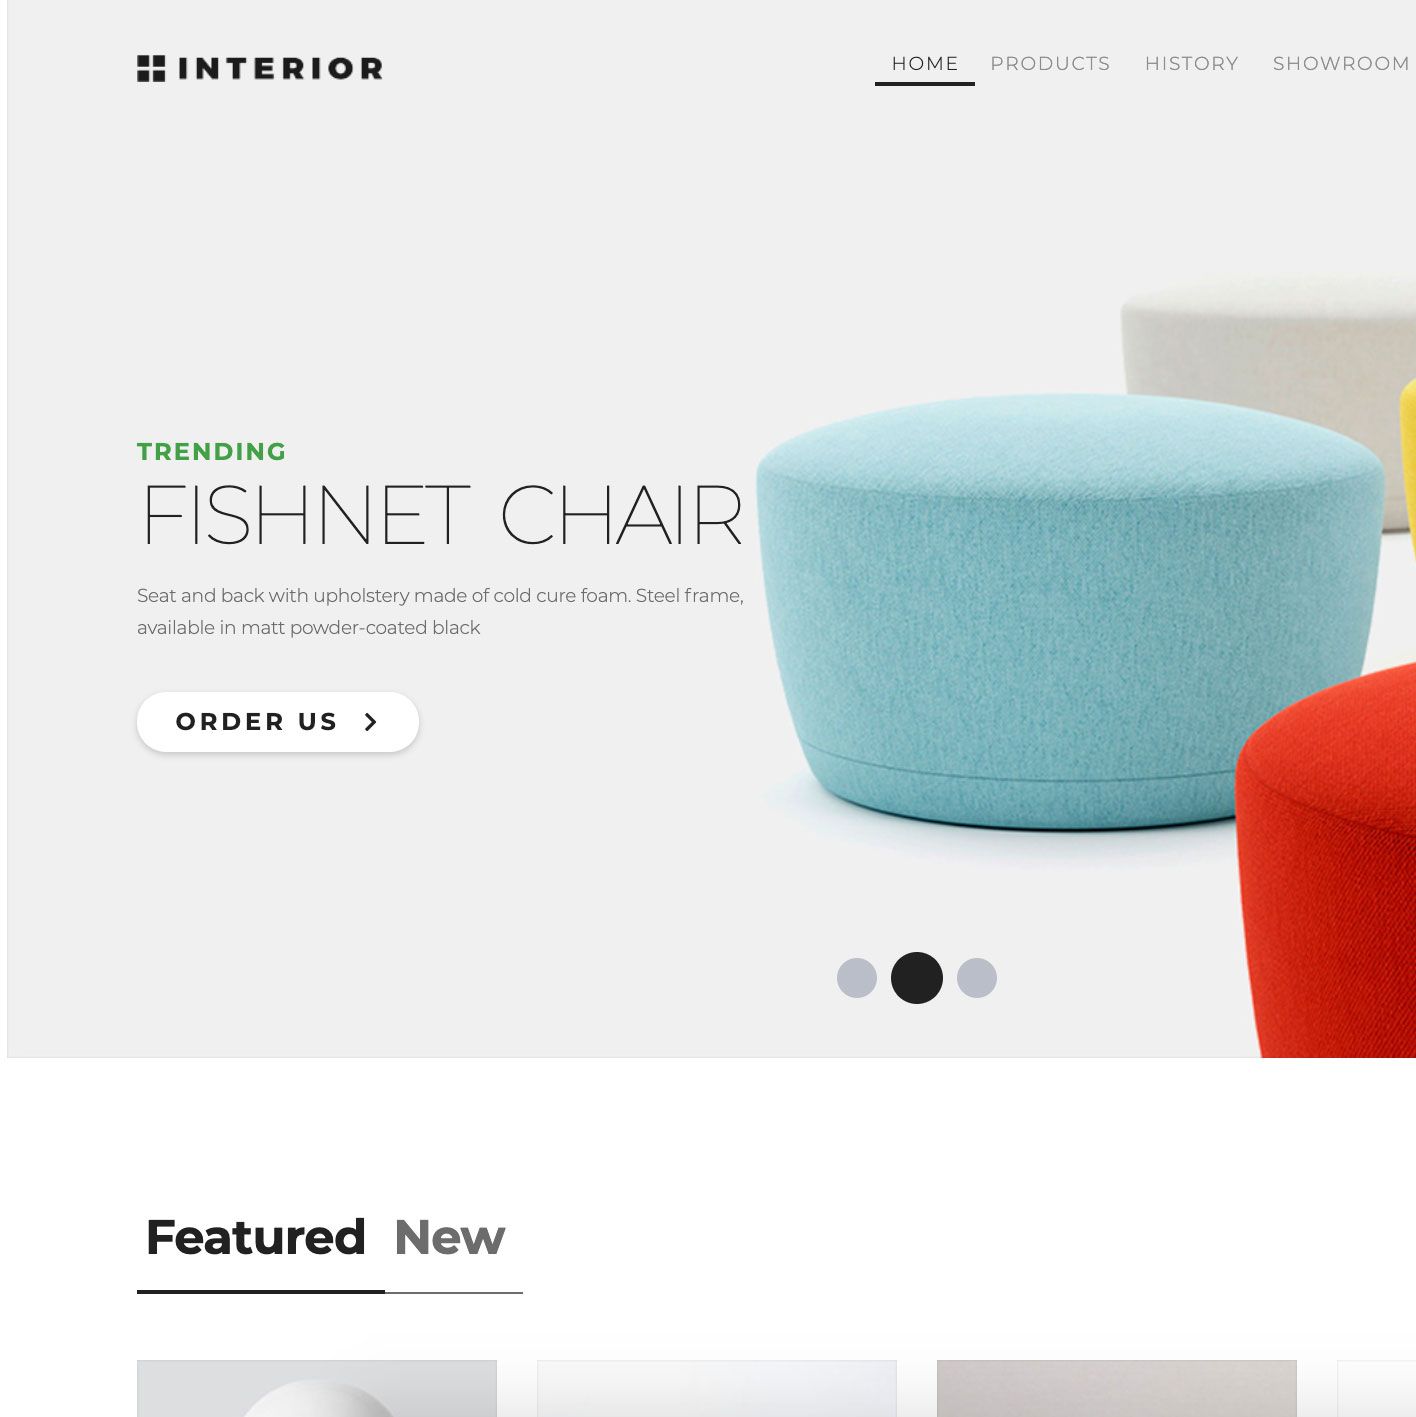 INTERIOR
HOME PRODUCTS HISTORY SHOWROOM
TRENDING
FISHNET CHAIR
Seat and back with upholstery made of cold cure foam. Steel frame,
available in matt powder-coated black
ORDER US
Featured New